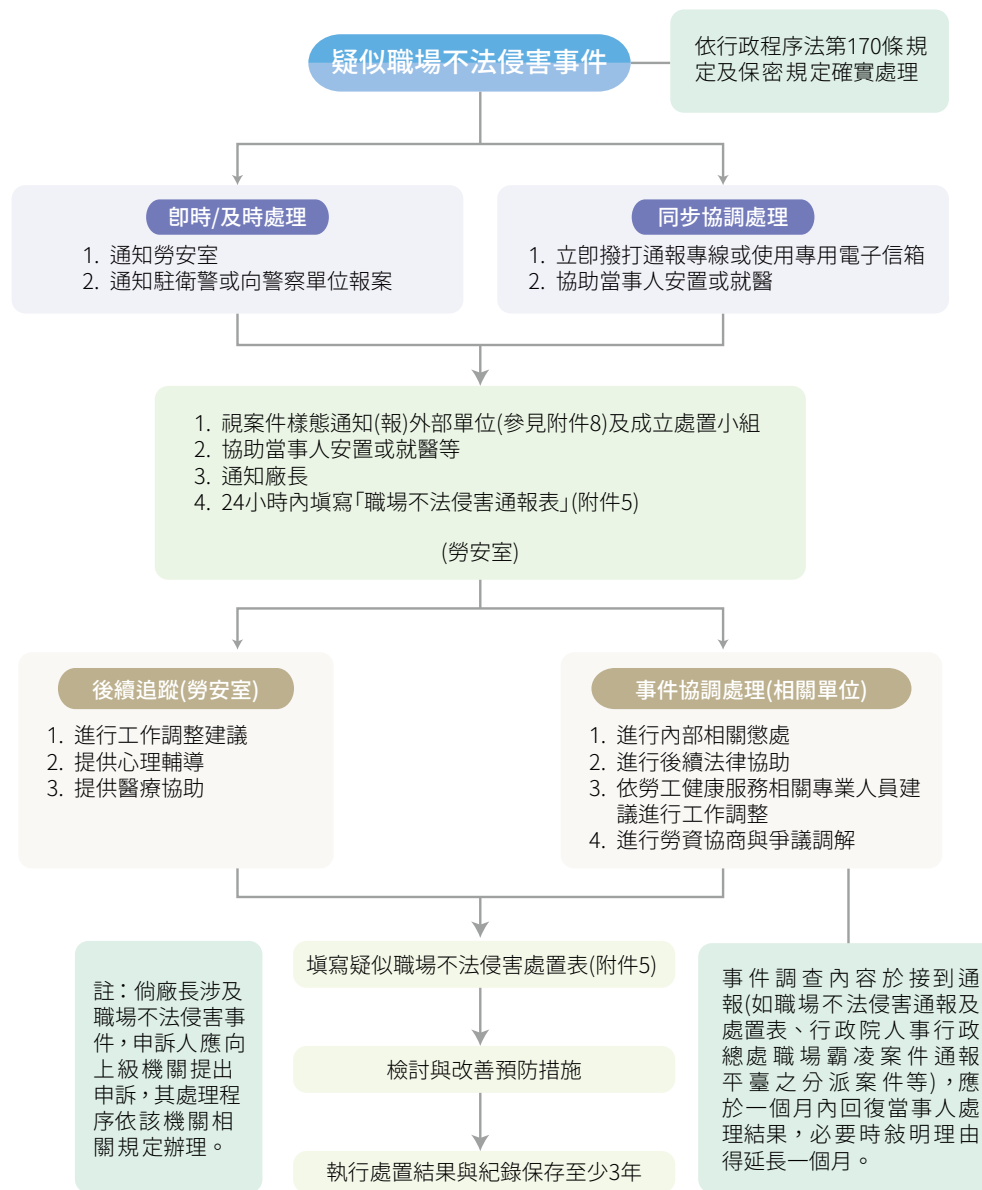 疑似職場不法侵害事件
依行政程序法第170條規
定及保密規定確實處理
即時/及時處理
1. 通知勞安室
2. 通知駐衛警或向警察單位報案
同步協調處理
1. 立即撥打通報專線或使用專用電子信箱
2. 協助當事人安置或就醫
1. 視案件樣態通知(報)外部單位(參見附件8)及成立處置小組
2. 協助當事人安置或就醫等
3. 通知廠長
4. 24小時內填寫「職場不法侵害通報表」(附件5)
(勞安室)
後續追蹤(勞安室)
1. 進行工作調整建議
2. 提供心理輔導
3. 提供醫療協助
事件協調處理(相關單位)
1. 進行內部相關懲處
2. 進行後續法律協助
3. 依勞工健康服務相關專業人員建
議進行工作調整
4. 進行勞資協商與爭議調解
註：倘廠長涉及
職場不法侵害事
件，申訴人應向
上級機關提出
申訴，其處理程
序依該機關相
關規定辦理。
填寫疑似職場不法侵害處置表(附件5)
檢討與改善預防措施
執行處置結果與紀錄保存至少3年
事件調查內容於接到通
報(如職場不法侵害通報及
處置表、行政院人事行政
總處職場霸凌案件通報
平臺之分派案件等)，應
於一個月內回復當事人處
理結果，必要時敍明理由
得延長一個月。